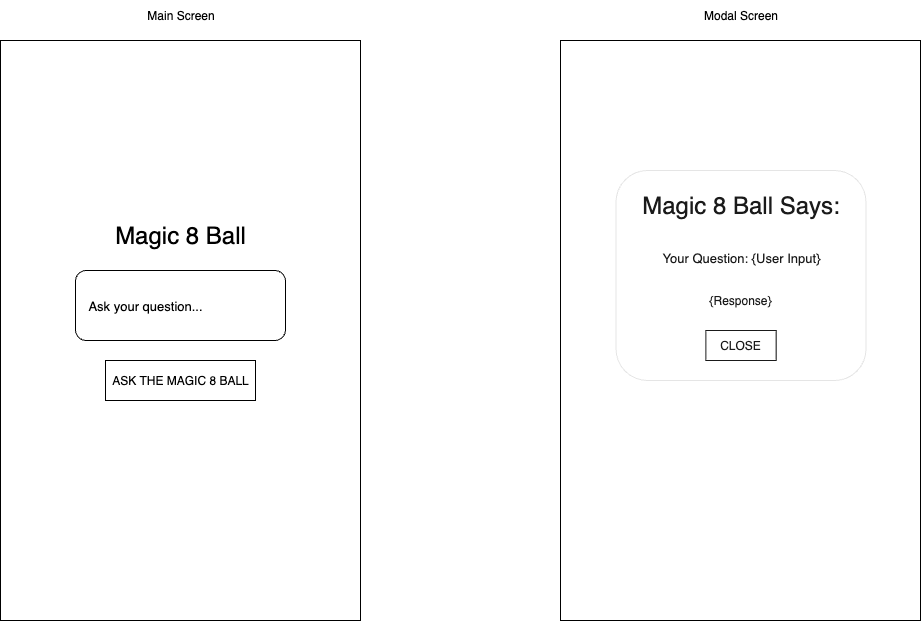 Main Screen
Magic 8 Ball
Ask your question...
ASK THE MAGIC 8 BALL
Modal Screen
Magic 8 Ball Says:
Your Question: {User Input}
{Response}
CLOSE